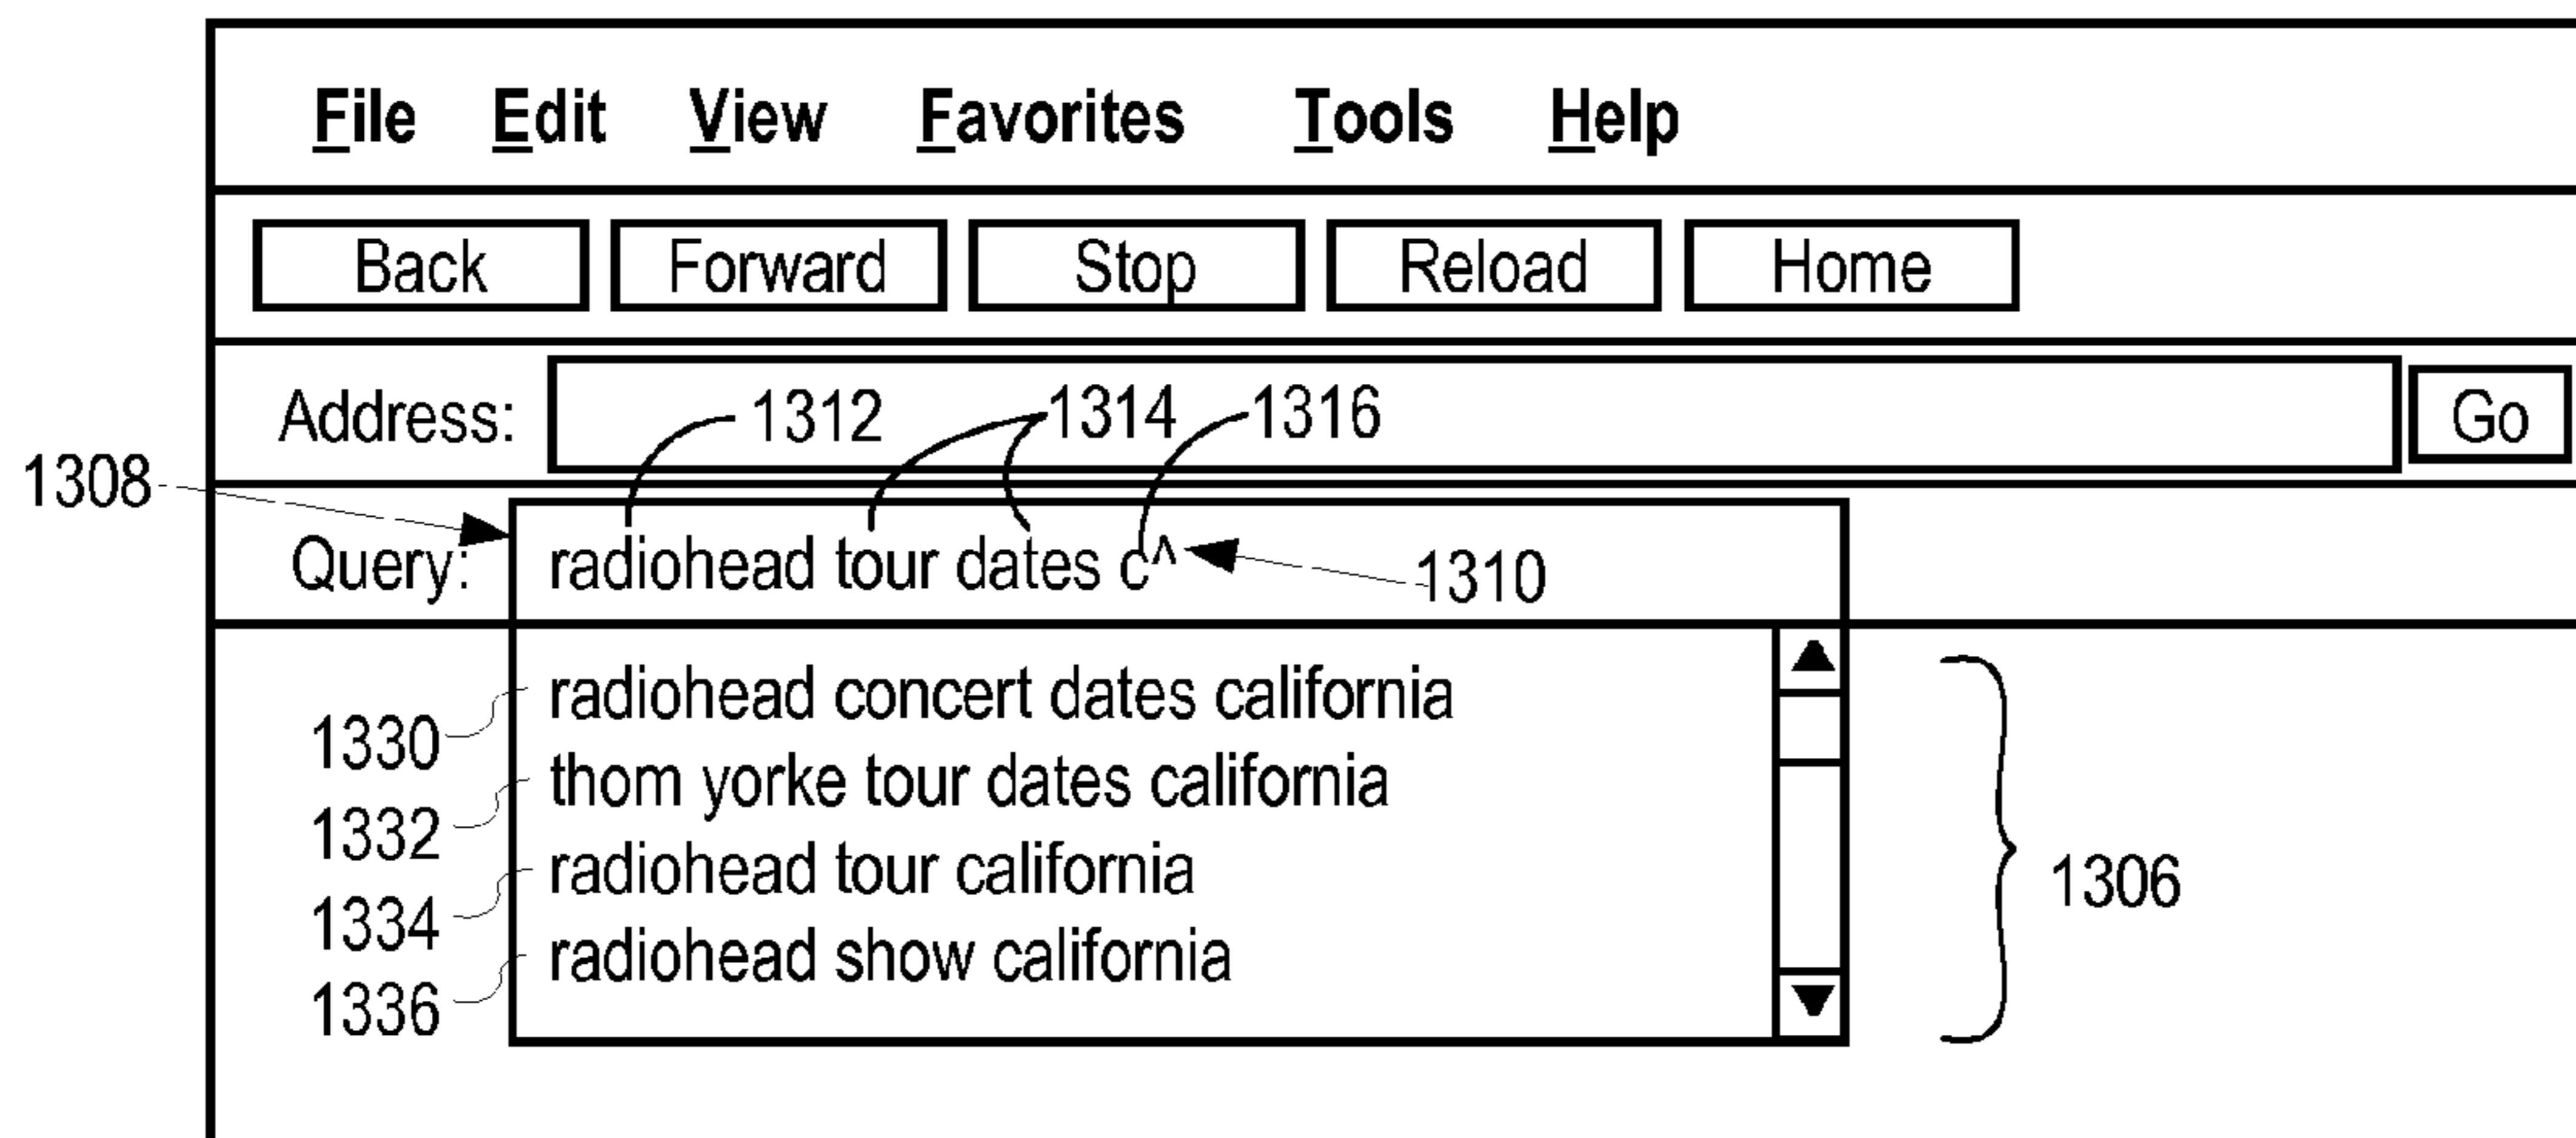 File Edit View Favorites Tools Help
Back Forward Stop Reload Home
Address: 1312 1314 1316 Go
1308
Query: radiohead tour dates c^ 1310
1330 radiohead concert dates california
1332 thom yorke tour dates california
1334 radiohead tour california
1336 radiohead show california
1306